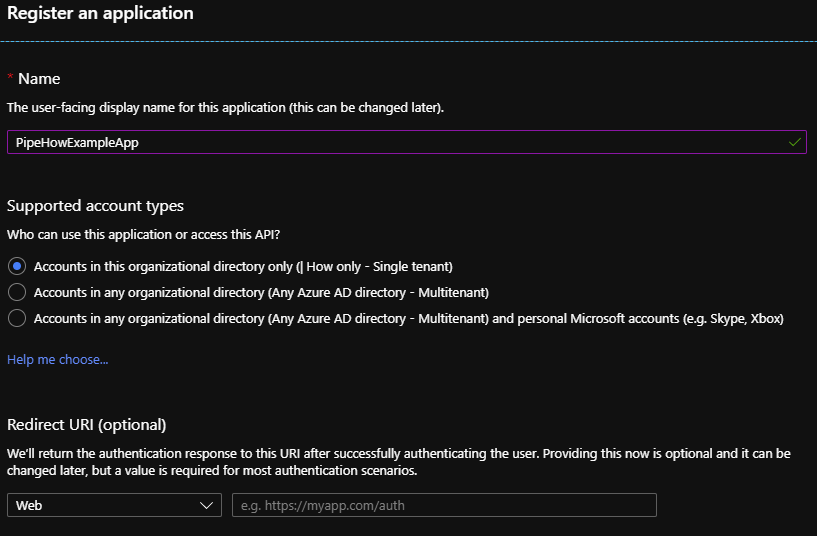 Register an application
* Name
The user-facing display name for this application (this can be changed later).
PipeHowExampleApp
Supported account types
Who can use this application or access this API?
Accounts in this organizational directory only (| How only - Single tenant)
Accounts in any organizational directory (Any Azure AD directory - Multitenant)
Accounts in any organizational directory (Any Azure AD directory - Multitenant) and personal Microsoft accounts (e.g. Skype, Xbox)
Help me choose...
Redirect URI (optional)
We'll return the authentication response to this URI after successfully authenticating the user. Providing this now is optional and it can be
changed later, but a value is required for most authentication scenarios.
Web
e.g. https://myapp.com/auth